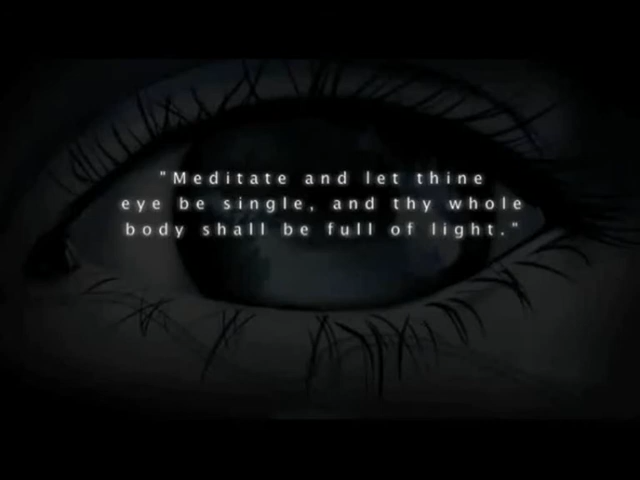 "Meditate and let thine
eye be single, and thy whole
body shall be full of light."